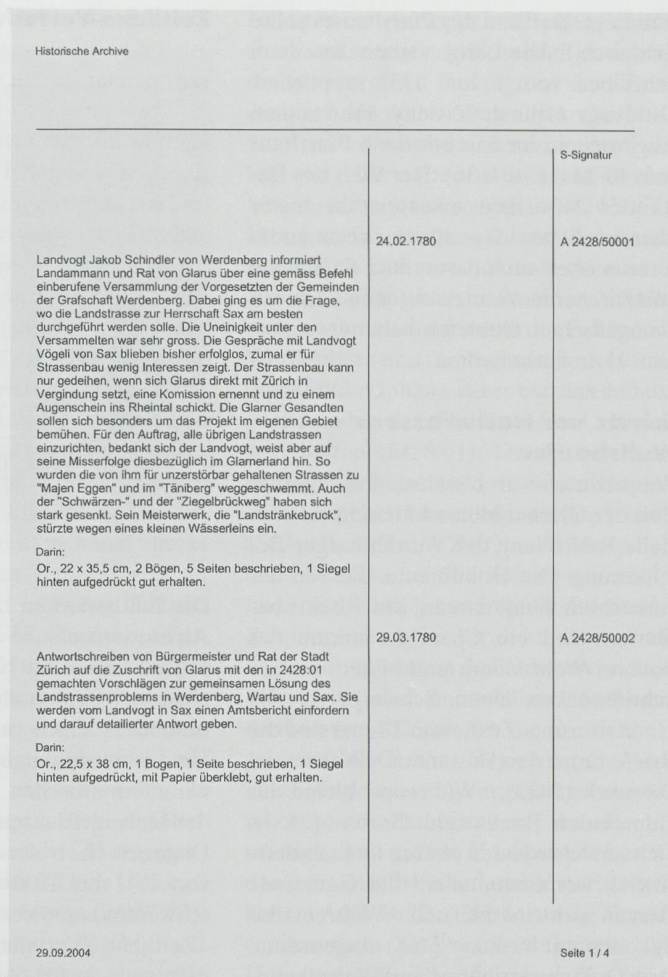 Historische Archive
S-Signatur
24.02.1780
A 2428/50001
Landvogt Jakob Schindler von Werdenberg informiert
Landammann und Rat von Glarus über eine gemäss Befehl
einberufene Versammlung der Vorgesetzten der Gemeinden
der Grafschaft Werdenberg. Dabei ging es um die Frage,
wo die Landstrasse zur Herrschaft Sax am besten
durchgeführt werden solle. Die Uneinigkeit unter den
Versammelten war sehr gross. Die Gespräche mit Landvogt
Vögeli von Sax blieben bisher erfolglos, zumal er für
Strassenbau wenig Interessen zeigt. Der Strassenbau kann
nur gedeihen, wenn sich Glarus direkt mit Zürich in
Vergindung setzt, eine Komission ernennt und zu einem
Augenschein ins Rheintal schickt. Die Glarner Gesandten
sollen sich besonders um das Projekt im eigenen Gebiet
bemühen. Für den Auftrag, alle übrigen Landstrassen
einzurichten, bedankt sich der Landvogt, weist aber auf
seine Misserfolge diesbezüglich im Glarnerland hin. So
wurden die von ihm für unzerstörbar gehaltenen Strassen zu
"Majen Eggen" und im "Täniberg" weggeschwemmt. Auch
der "Schwärzen-" und der "Ziegelbrückweg" haben sich
stark gesenkt. Sein Meisterwerk, die "Landstränkebruck",
stürzte wegen eines kleinen Wässerleins ein.
Darin:
Or., 22 x 35,5 cm, 2 Bögen, 5 Seiten beschrieben, 1 Siegel
hinten aufgedrückt gut erhalten.
29.03.1780
A 2428/50002
Antwortschreiben von Bürgermeister und Rat der Stadt
Zürich auf die Zuschrift von Glarus mit den in 2428:01
gemachten Vorschlägen zur gemeinsamen Lösung des
Landstrassenproblems in Werdenberg, Wartau und Sax. Sie
werden vom Landvogt in Sax einen Amtsbericht einfordern
und darauf detailierter Antwort geben.
Darin:
Or., 22,5 x 38 cm, 1 Bogen, 1 Seite beschrieben, 1 Siegel
hinten aufgedrückt, mit Papier überklebt, gut erhalten.
29.09.2004
Seite 1 / 4